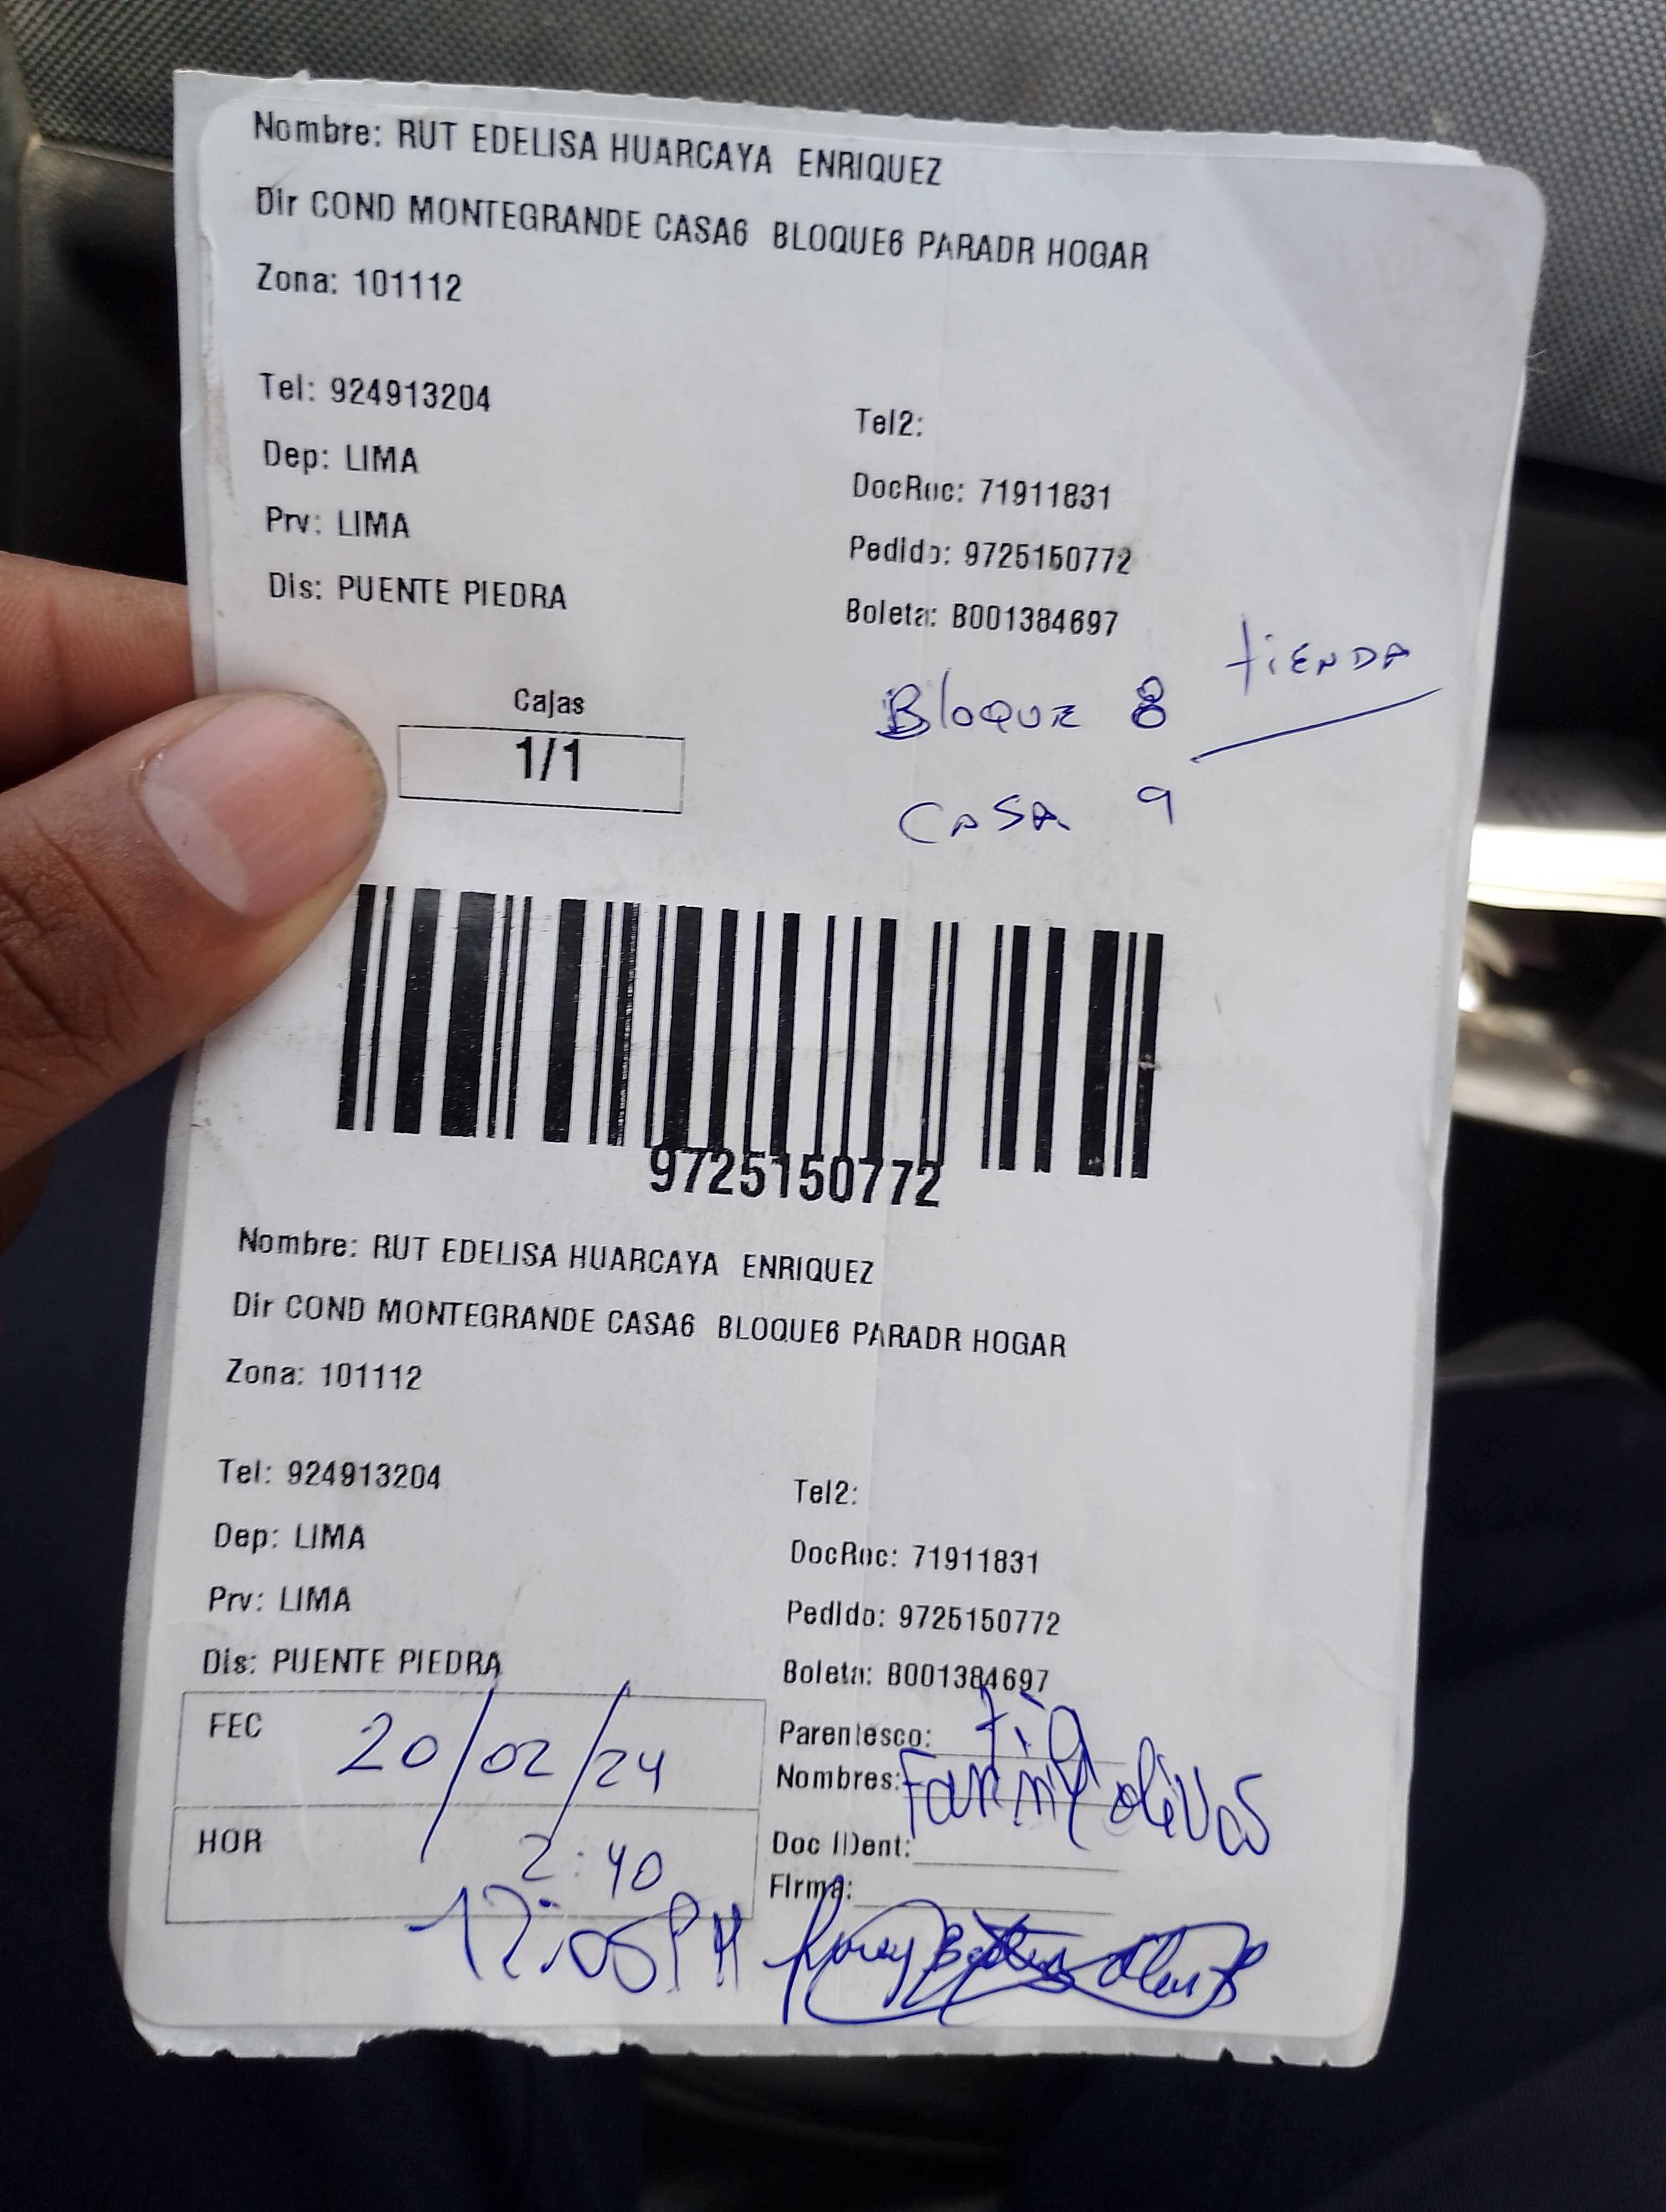 Nombre: RUT EDELISA HUARCAYA ENRIQUEZ
Dir COND MONTEGRANDE CASA6 BLOQUE6 PARADR HOGAR
Zona: 101112
Tel: 924913204
Tel2:
Dep: LIMA
DocRuc: 71911831
Prv: LIMA
Pedido: 9725150772
Dis: PUENTE PIEDRA
Boleta: B001384697
tiENDA
Bloque 8
CASA 9
Cajas
1/1
9725150772
Nombre: RUT EDELISA HUARCAYA ENRIQUEZ
Dir COND MONTEGRANDE CASA6 BLOQUE6 PARADR HOGAR
Zona: 101112
Tel: 924913204
Tel2:
Dep: LIMA
DocRuc: 71911831
Prv: LIMA
Pedido: 9725150772
Dis: PUENTE PIEDRA
Boleta: B001384697
FEC 20/02/24
Parentesco: tia
Nombres: olivos
HOR 2:40
Doc IDent:
Firma:
12:05PM